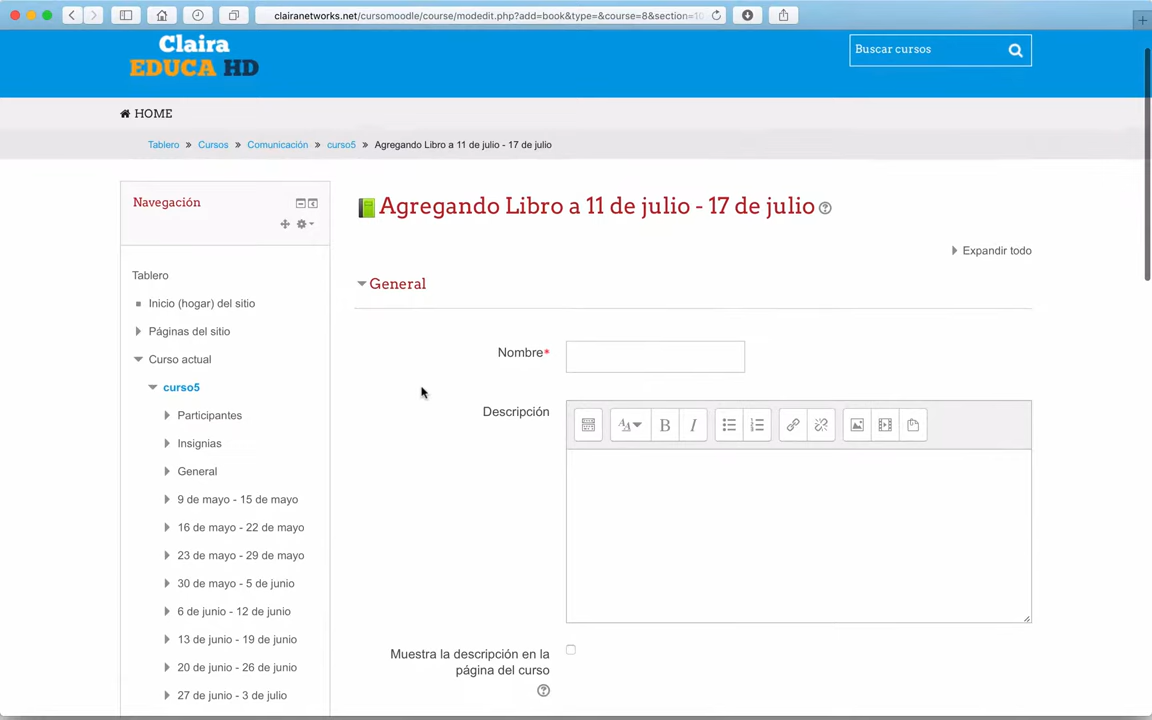 clairanetworks.net/cursomoodle/course/modedit.php?add=book&type=&course=8&section=10
Claira
EDUCA HD
Buscar cursos
HOME
Tablero » Cursos » Comunicación » curso5 » Agregando Libro a 11 de julio - 17 de julio
Navegación
Agregando Libro a 11 de julio - 17 de julio
Expandir todo
General
Tablero
Inicio (hogar) del sitio
Páginas del sitio
Curso actual
curso5
Participantes
Insignias
General
9 de mayo - 15 de mayo
16 de mayo - 22 de mayo
23 de mayo - 29 de mayo
30 de mayo - 5 de junio
6 de junio - 12 de junio
13 de junio - 19 de junio
20 de junio - 26 de junio
27 de junio - 3 de julio
Nombre*
Descripción
Muestra la descripción en la
página del curso